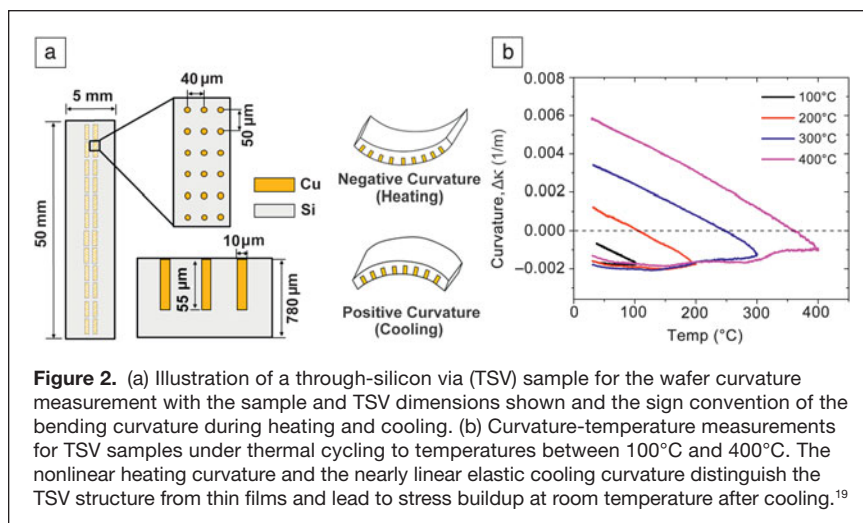 a
5 mm
50 mm
40 μm
50 μm
Cu
Si
10μm
55 μm
780 μm
Negative Curvature
(Heating)
Positive Curvature
(Cooling)
b
Curvature, Δκ (1/m)
0.008
0.006
0.004
0.002
0.000
−0.002
0 100 200 300 400 500
Temp (°C)
100°C
200°C
300°C
400°C
Figure 2. (a) Illustration of a through-silicon via (TSV) sample for the wafer curvature
measurement with the sample and TSV dimensions shown and the sign convention of the
bending curvature during heating and cooling. (b) Curvature-temperature measurements
for TSV samples under thermal cycling to temperatures between 100°C and 400°C. The
nonlinear heating curvature and the nearly linear elastic cooling curvature distinguish the
TSV structure from thin films and lead to stress buildup at room temperature after cooling.¹⁹